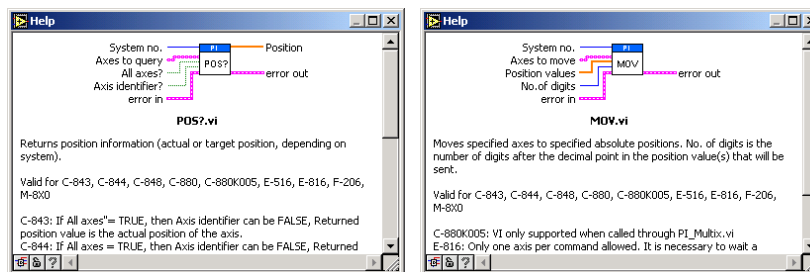 Help
System no.
Axes to query
All axes?
Axis identifier?
error in
PI
POS?
Position
error out
POS?.vi
Returns position information (actual or target position, depending on
system).
Valid for C-843, C-844, C-848, C-880, C-880K005, E-516, E-816, F-206,
M-8X0
C-843: If All axes"= TRUE, then Axis identifier can be FALSE, Returned
position value is the actual position of the axis.
C-844: If All axes = TRUE, then Axis identifier can be FALSE, Returned
Help
System no.
Axes to move
Position values
No.of digits
error in
PI
MOV
error out
MOV.vi
Moves specified axes to specified absolute positions. No. of digits is the
number of digits after the decimal point in the position value(s) that will be
sent.
Valid for C-843, C-844, C-848, C-880, C-880K005, E-516, E-816, F-206,
M-8X0
C-880K005: VI only supported when called through PI_Multix.vi
E-816: Only one axis per command allowed. It is necessary to wait a